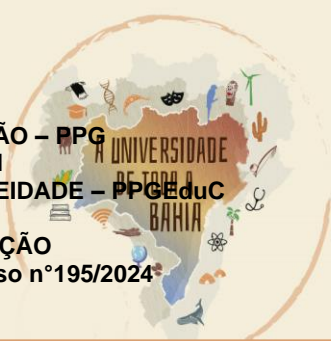 ÃO – PPG
A UNIVERSIDADE
EIDADE – PPGEduC
DE TODA A
BAHIA
ÇÃO
so n°195/2024